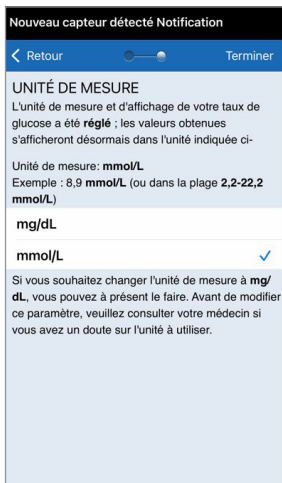 Nouveau capteur détecté Notification
Retour
Terminer
UNITÉ DE MESURE
L'unité de mesure et d'affichage de votre taux de
glucose a été réglé ; les valeurs obtenues
s'afficheront désormais dans l'unité indiquée ci-
Unité de mesure: mmol/L
Exemple : 8,9 mmol/L (ou dans la plage 2,2-22,2
mmol/L)
mg/dL
mmol/L
Si vous souhaitez changer l'unité de mesure à mg/
dL, vous pouvez à présent le faire. Avant de modifier
ce paramètre, veuillez consulter votre médecin si
vous avez un doute sur l'unité à utiliser.